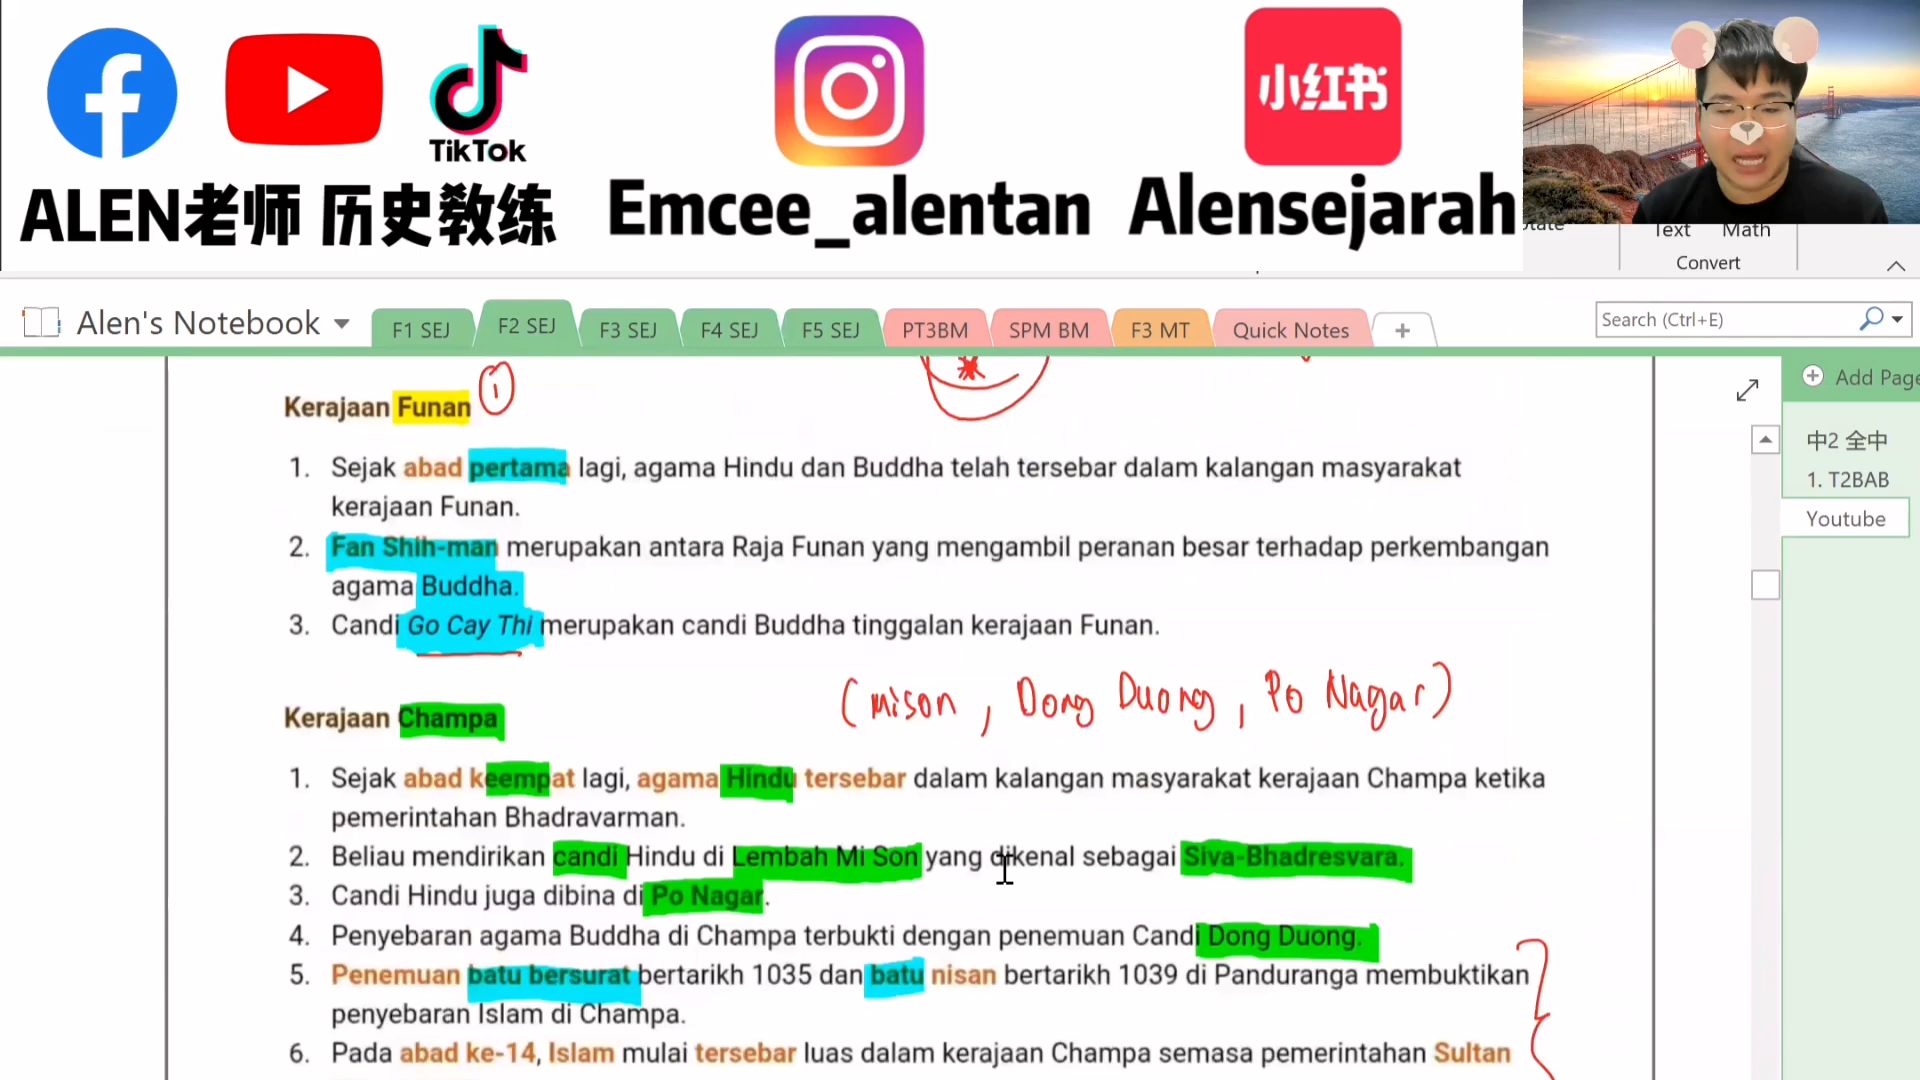 TikTok
小红书
ALEN老师 历史教练
Emcee_alentan
Alensejarah
Text Math
Convert
Alen's Notebook
F1 SEJ
F2 SEJ
F3 SEJ
F4 SEJ
F5 SEJ
PT3BM
SPM BM
F3 MT
Quick Notes
Search (Ctrl+E)
Add Page
中2 全中
1. T2BAB
Youtube
Kerajaan Funan ①
1. Sejak abad pertama lagi, agama Hindu dan Buddha telah tersebar dalam kalangan masyarakat
kerajaan Funan.
2. Fan Shih-man merupakan antara Raja Funan yang mengambil peranan besar terhadap perkembangan
agama Buddha.
3. Candi Go Cay Thi merupakan candi Buddha tinggalan kerajaan Funan.
(Mison, Dong Duong, Po Nagar)
Kerajaan Champa
1. Sejak abad keempat lagi, agama Hindu tersebar dalam kalangan masyarakat kerajaan Champa ketika
pemerintahan Bhadravarman.
2. Beliau mendirikan candi Hindu di Lembah Mi Son yang dikenal sebagai Siva-Bhadresvara.
3. Candi Hindu juga dibina di Po Nagar.
4. Penyebaran agama Buddha di Champa terbukti dengan penemuan Candi Dong Duong.
5. Penemuan batu bersurat bertarikh 1035 dan batu nisan bertarikh 1039 di Panduranga membuktikan
penyebaran Islam di Champa.
6. Pada abad ke-14, Islam mulai tersebar luas dalam kerajaan Champa semasa pemerintahan Sultan